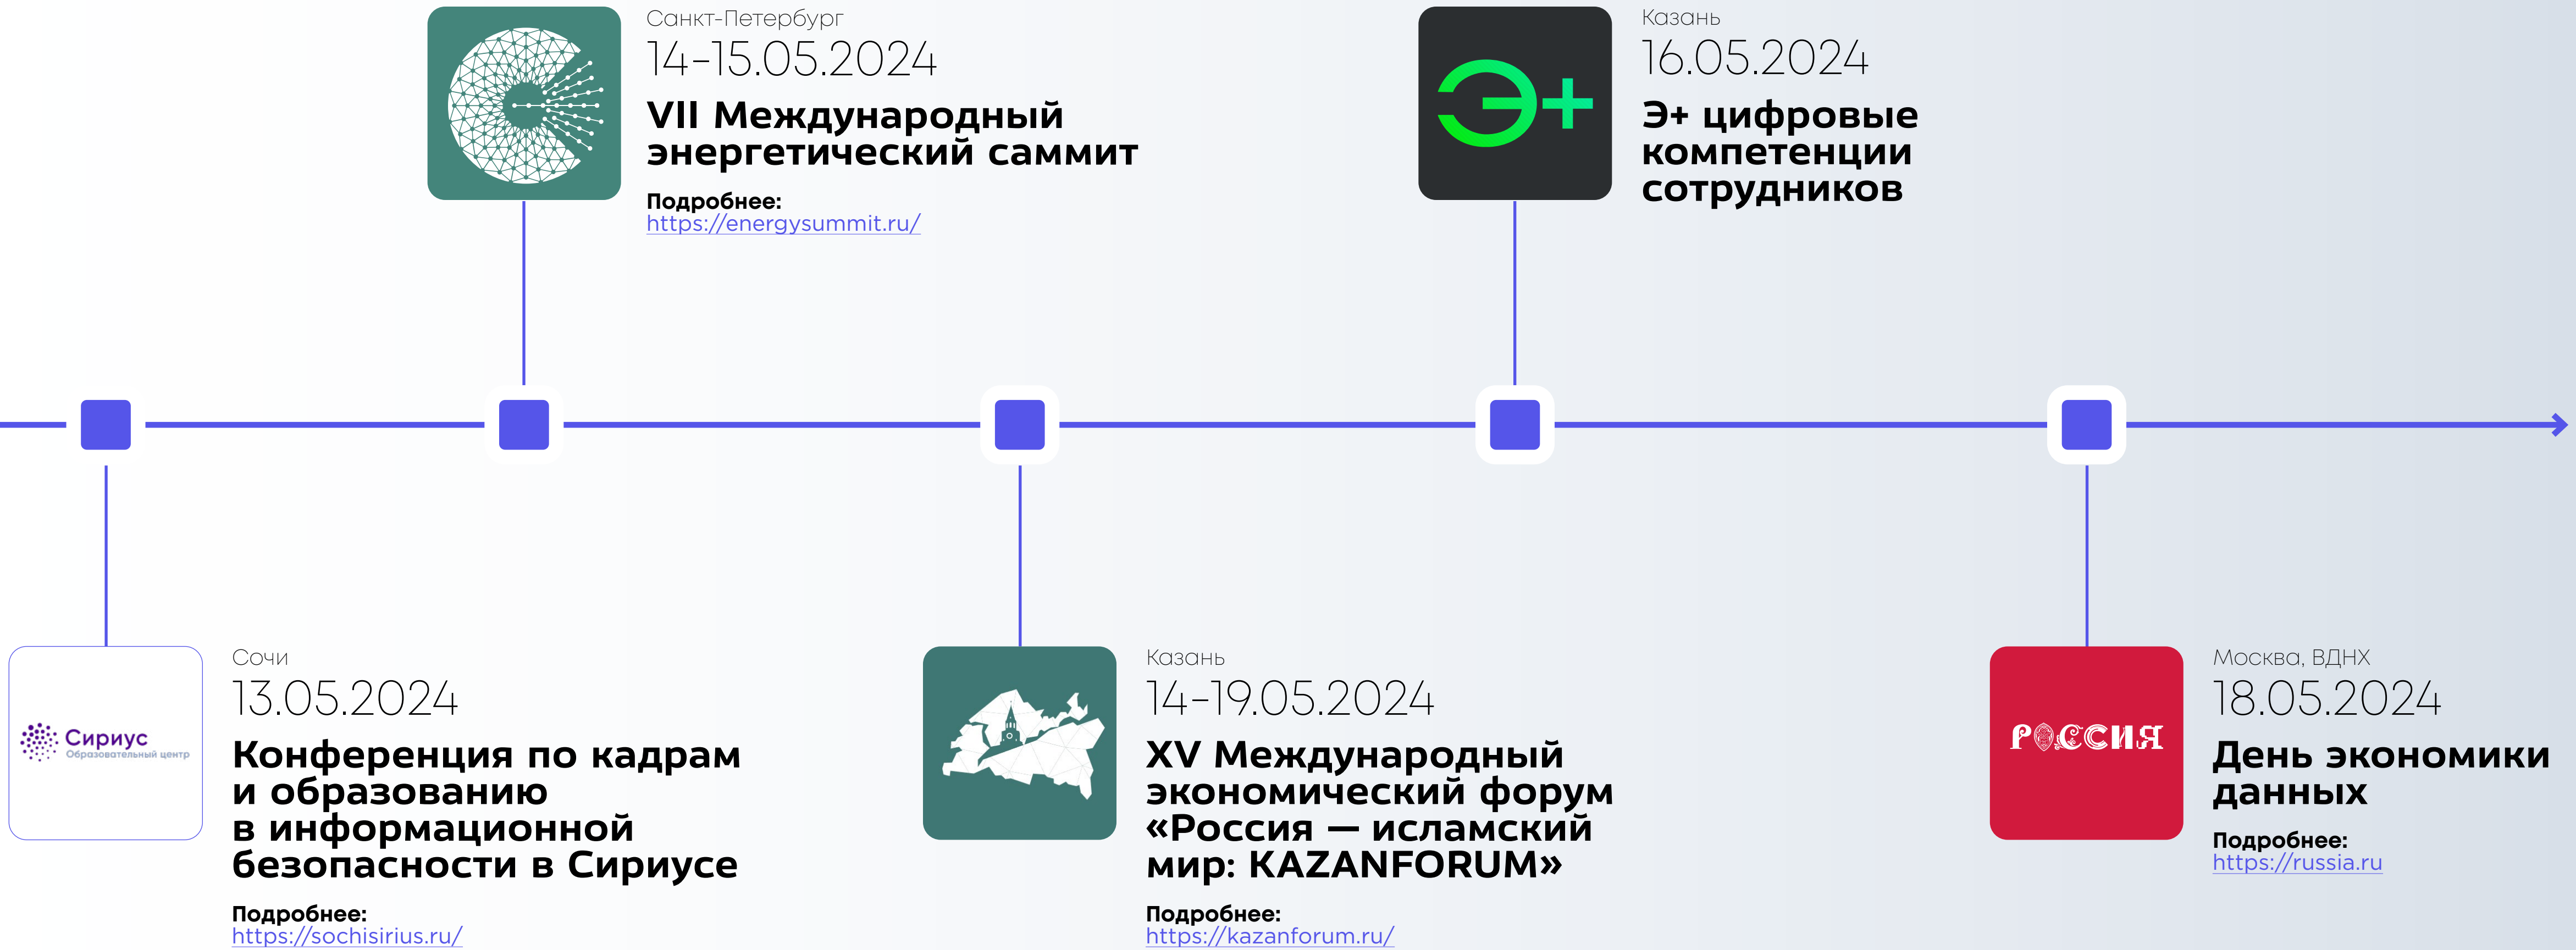 Санкт-Петербург
14-15.05.2024
VII Международный
энергетический саммит
Подробнее:
https://energysummit.ru/
Э+
Казань
16.05.2024
Э+ цифровые
компетенции
сотрудников
Сириус
Образовательный центр
Сочи
13.05.2024
Конференция по кадрам
и образованию
в информационной
безопасности в Сириусе
Подробнее:
https://sochisirius.ru/
Казань
14-19.05.2024
XV Международный
экономический форум
«Россия — исламский
мир: KAZANFORUM»
Подробнее:
https://kazanforum.ru/
РОССИЯ
Москва, ВДНХ
18.05.2024
День экономики
данных
Подробнее:
https://russia.ru